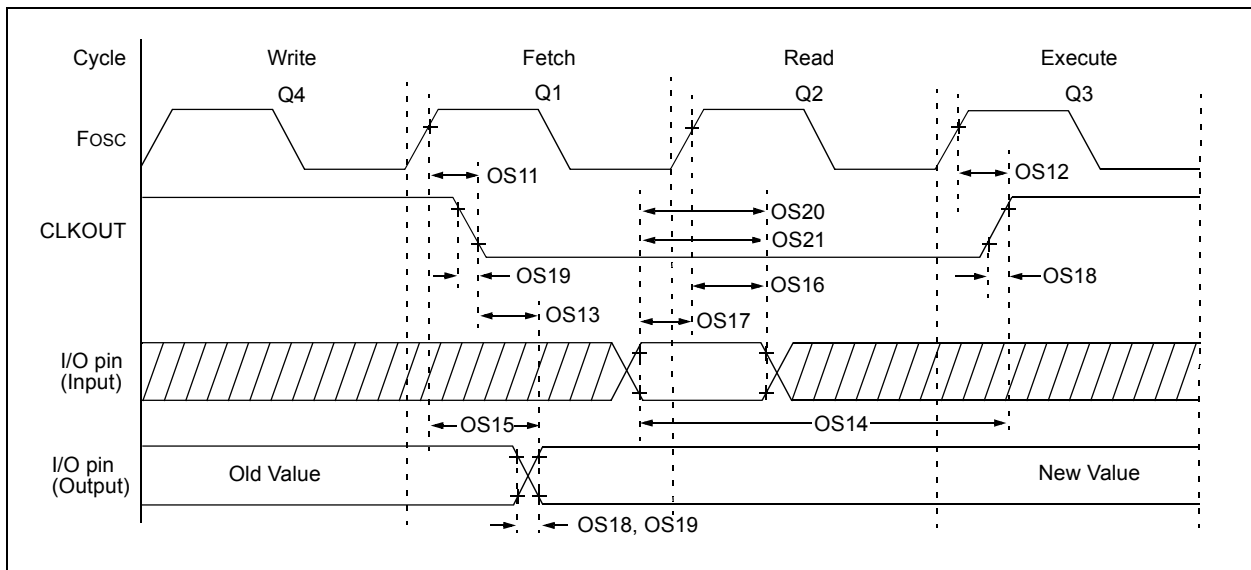 Cycle Write Fetch Read Execute
Q4 Q1 Q2 Q3
FOSC
OS11 OS12
OS20
CLKOUT
OS21
OS19 OS16 OS18
OS13 OS17
I/O pin
(Input)
OS15 OS14
I/O pin
(Output)
Old Value New Value
OS18, OS19